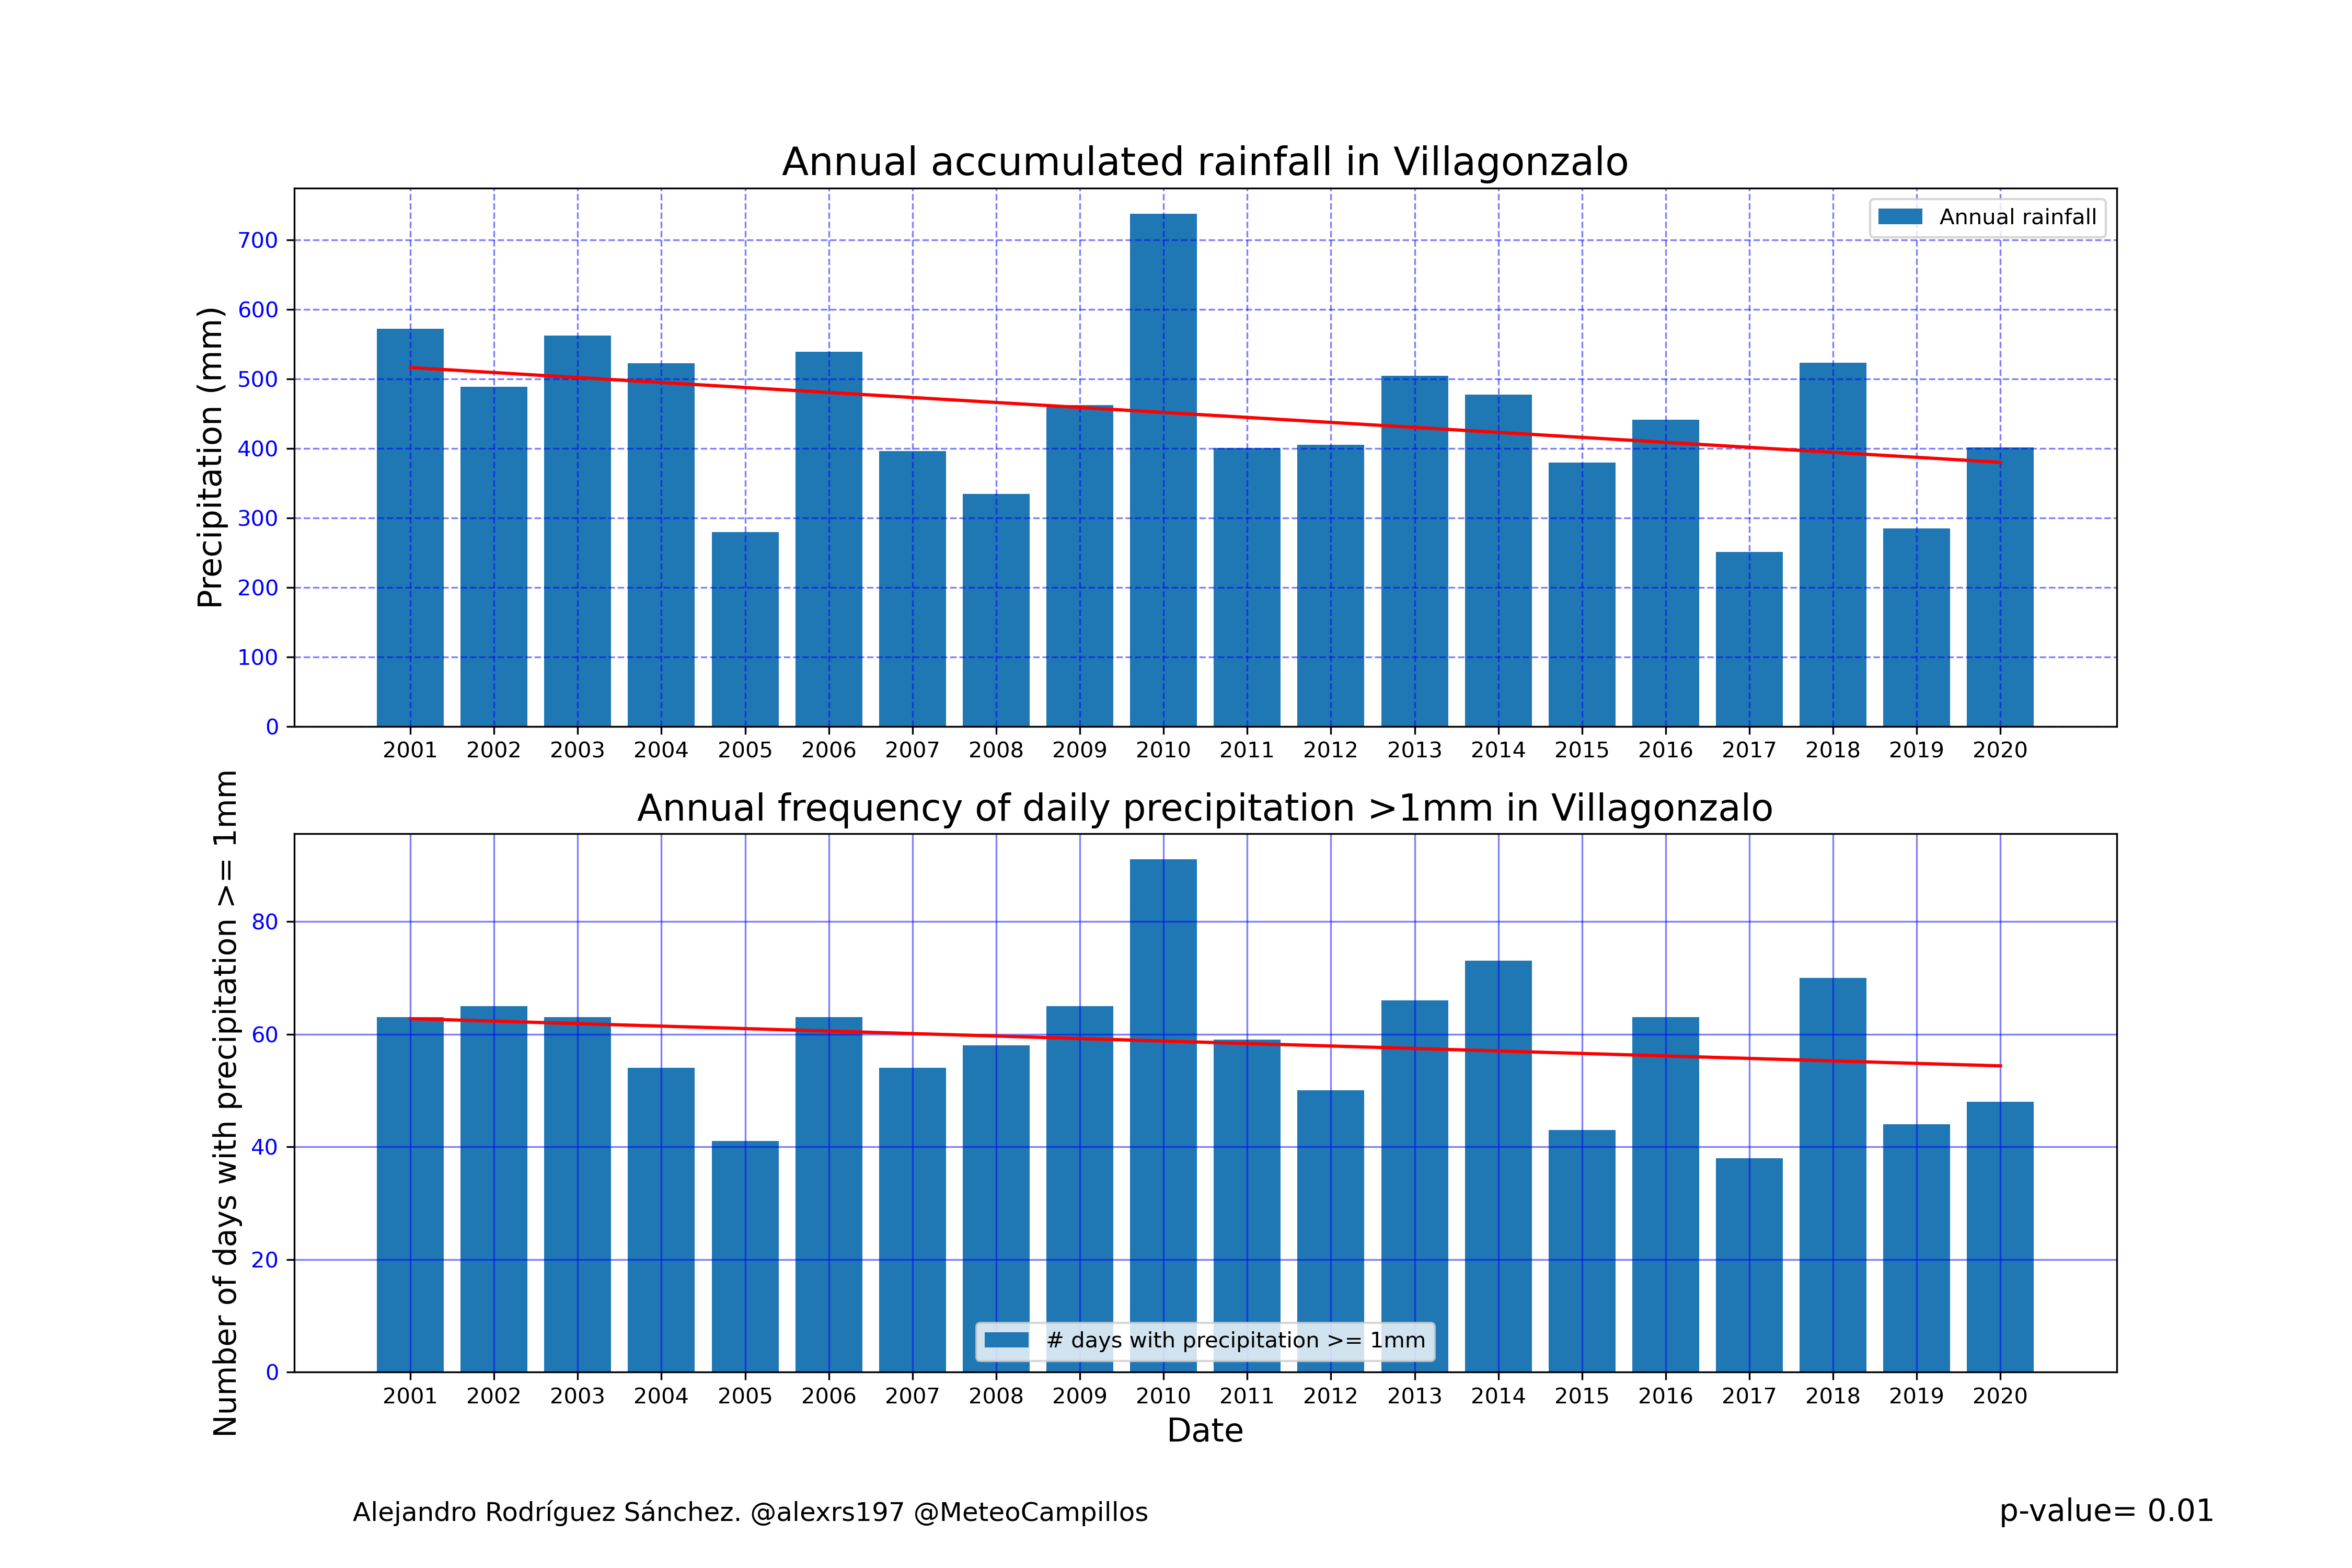 Annual accumulated rainfall in Villagonzalo
Precipitation (mm)
700
600
500
400
300
200
100
0
Annual rainfall
2001 2002 2003 2004 2005 2006 2007 2008 2009 2010 2011 2012 2013 2014 2015 2016 2017 2018 2019 2020
Annual frequency of daily precipitation >1mm in Villagonzalo
Number of days with precipitation >= 1mm
80
60
40
20
0
# days with precipitation >= 1mm
2001 2002 2003 2004 2005 2006 2007 2008 2009 2010 2011 2012 2013 2014 2015 2016 2017 2018 2019 2020
Date
Alejandro Rodríguez Sánchez. @alexrs197 @MeteoCampillos
p-value= 0.01